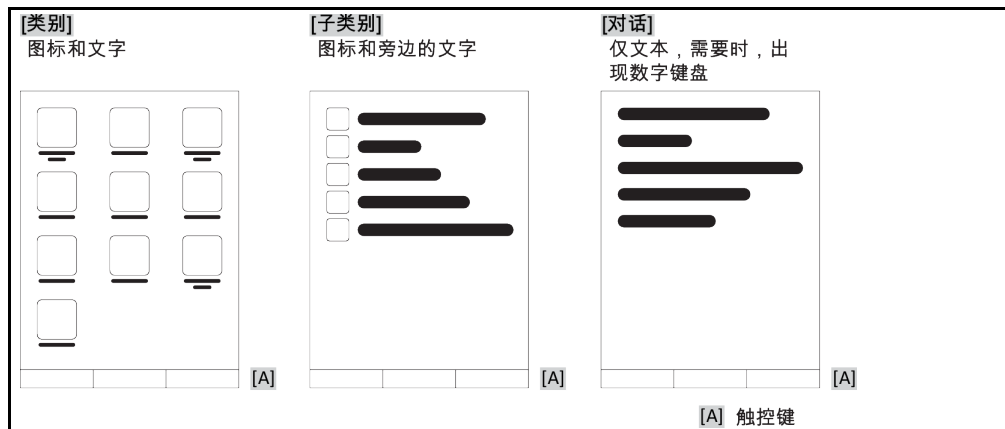 [类别]
图标和文字
[子类别]
图标和旁边的文字
[对话]
仅文本，需要时，出
现数字键盘
[A]
[A]
[A]
[A] 触控键